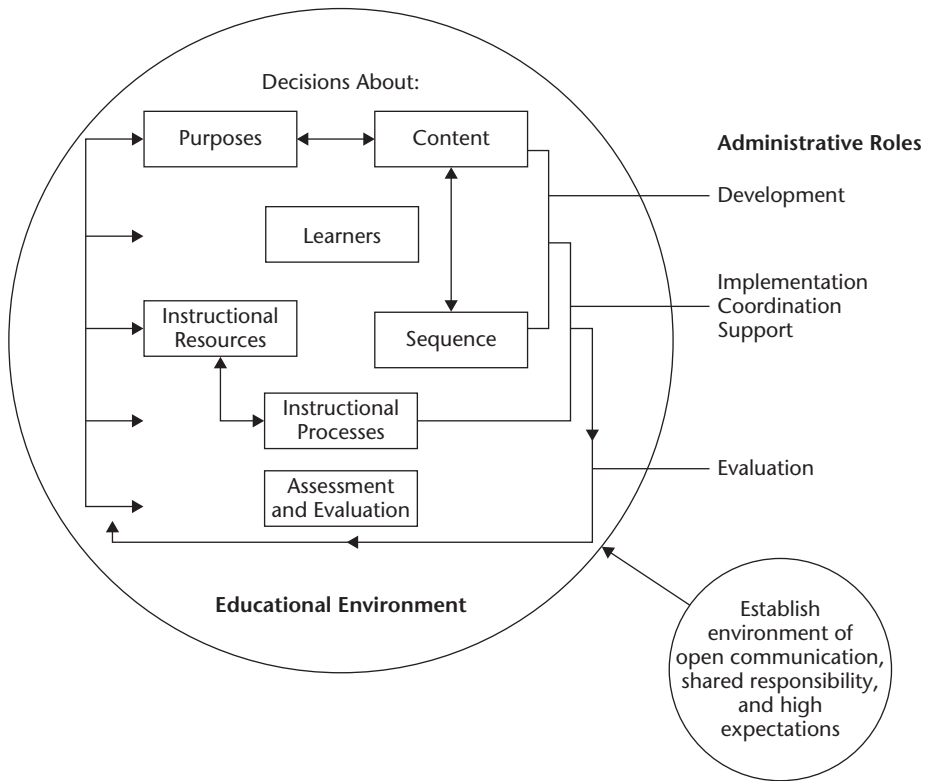 Decisions About:
Purposes
Content
Learners
Instructional
Resources
Sequence
Instructional
Processes
Assessment
and Evaluation
Educational Environment
Administrative Roles
Development
Implementation
Coordination
Support
Evaluation
Establish
environment of
open communication,
shared responsibility,
and high
expectations